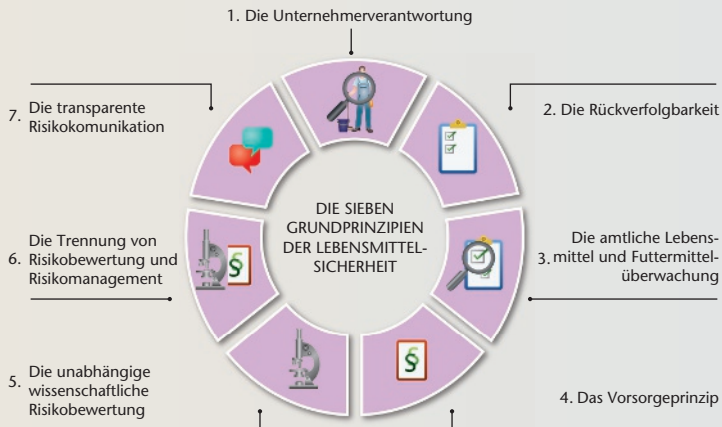 1. Die Unternehmerverantwortung
2. Die Rückverfolgbarkeit
3. Die amtliche Lebens-
mittel und Futtermittel-
überwachung
4. Das Vorsorgeprinzip
5. Die unabhängige
wissenschaftliche
Risikobewertung
6. Die Trennung von
Risikobewertung und
Risikomanagement
7. Die transparente
Risikokomunikation
DIE SIEBEN
GRUNDPRINZIPIEN
DER LEBENSMITTEL-
SICHERHEIT
§
§